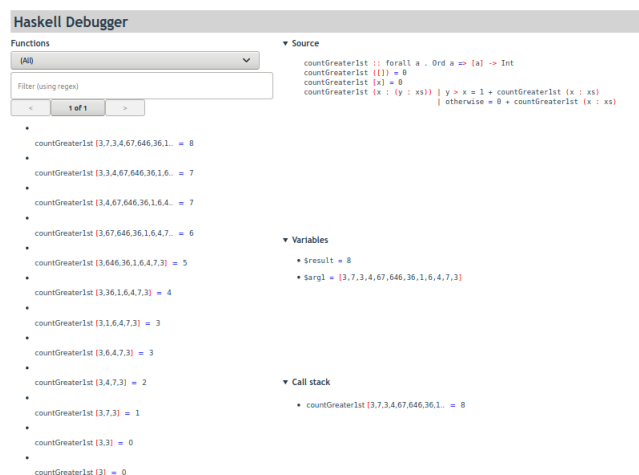 Haskell Debugger
Functions
(All)
Filter (using regex)
< 1 of 1 >
countGreater1st [3,7,3,4,67,646,36,1.. = 8
countGreater1st [3,3,4,67,646,36,1,6.. = 7
countGreater1st [3,4,67,646,36,1,6,4.. = 7
countGreater1st [3,67,646,36,1,6,4,7.. = 6
countGreater1st [3,646,36,1,6,4,7,3] = 5
countGreater1st [3,36,1,6,4,7,3] = 4
countGreater1st [3,1,6,4,7,3] = 3
countGreater1st [3,6,4,7,3] = 3
countGreater1st [3,4,7,3] = 2
countGreater1st [3,7,3] = 1
countGreater1st [3,3] = 0
countGreater1st [3] = 0
▾ Source
countGreater1st :: forall a . Ord a => [a] -> Int
countGreater1st ([]) = 0
countGreater1st [x] = 0
countGreater1st (x : (y : xs)) | y > x = 1 + countGreater1st (x : xs)
| otherwise = 0 + countGreater1st (x : xs)
▾ Variables
• $result = 8
• $arg1 = [3,7,3,4,67,646,36,1,6,4,7,3]
▾ Call stack
• countGreater1st [3,7,3,4,67,646,36,1.. = 8